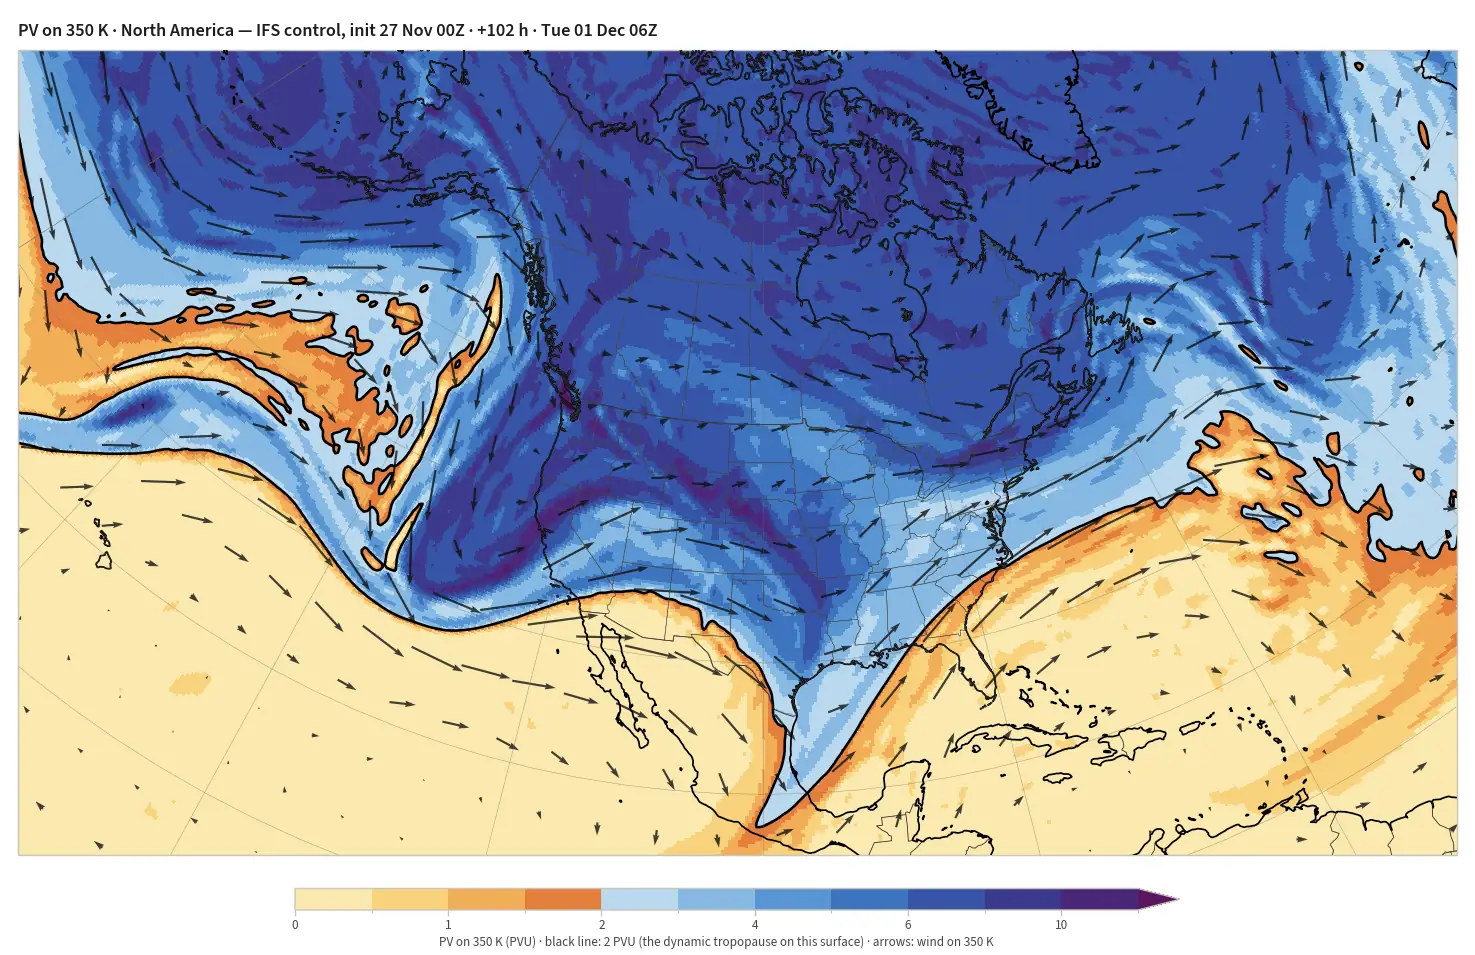 PV on 350 K · North America — IFS control, init 27 Nov 00Z · +102 h · Tue 01 Dec 06Z
0 1 2 4 6 10
PV on 350 K (PVU) · black line: 2 PVU (the dynamic tropopause on this surface) · arrows: wind on 350 K